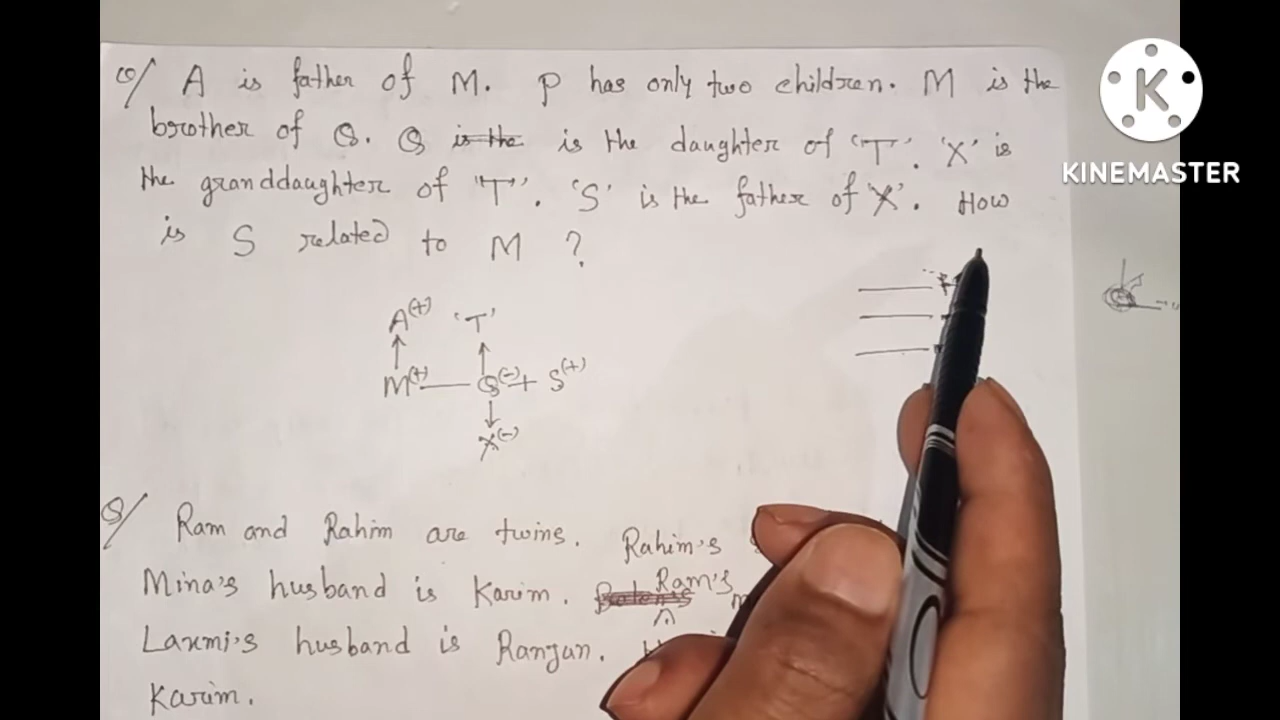 Q/ A is father of M. P has only two children. M is the
brother of Q. Q is the is the daughter of 'T'. 'X' is
the granddaughter of 'T'. 'S' is the father of 'X'. How
is S related to M ?
A(+) 'T'
M(+) Q(-) + S(+)
X(-)
Q/ Ram and Rahim are twins. Rahim's
Mina's husband is Karim. Ram's
Laxmi's husband is Ranjan.
Karim.
K
KINEMASTER